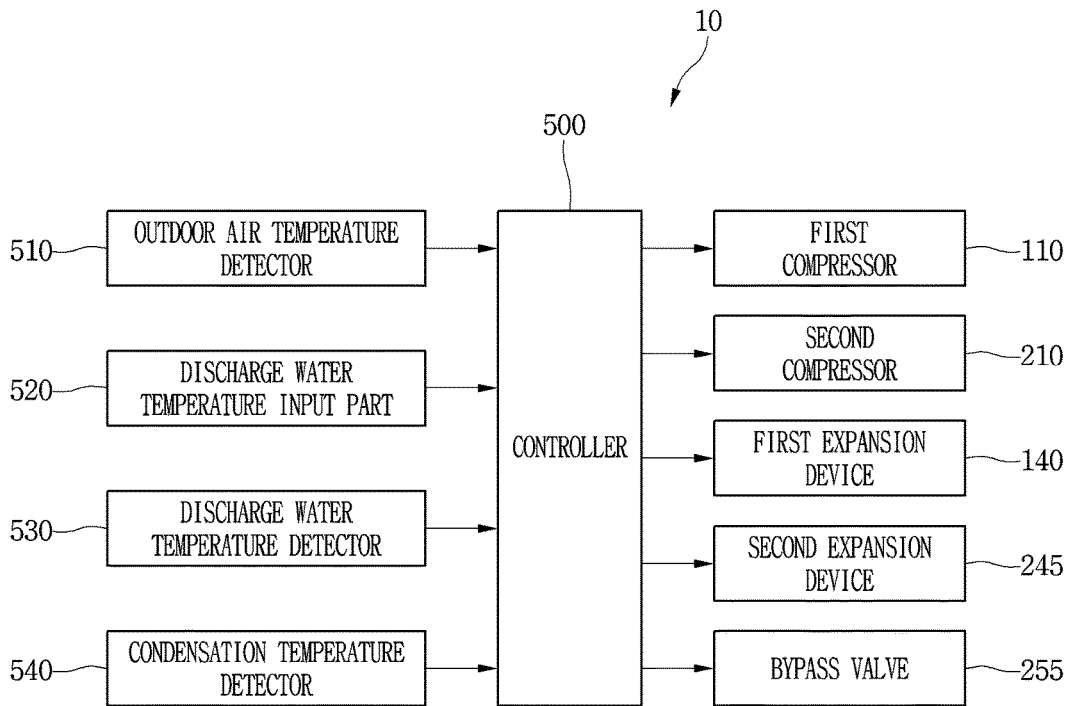 10
500
510
OUTDOOR AIR TEMPERATURE
DETECTOR
520
DISCHARGE WATER
TEMPERATURE INPUT PART
530
DISCHARGE WATER
TEMPERATURE DETECTOR
540
CONDENSATION TEMPERATURE
DETECTOR
CONTROLLER
FIRST
COMPRESSOR
110
SECOND
COMPRESSOR
210
FIRST EXPANSION
DEVICE
140
SECOND EXPANSION
DEVICE
245
BYPASS VALVE
255